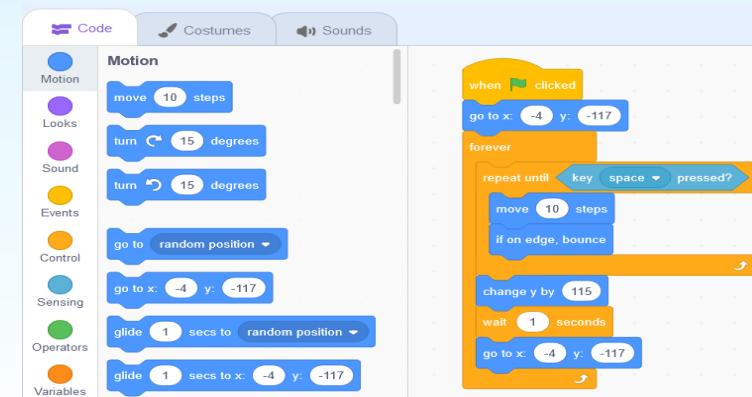 Code Costumes Sounds
Motion
Looks
Sound
Events
Control
Sensing
Operators
Variables
Motion
move 10 steps
turn 15 degrees
turn 15 degrees
go to random position
go to x: -4 y: -117
glide 1 secs to random position
glide 1 secs to x: -4 y: -117
when clicked
go to x: -4 y: -117
forever
repeat until key space pressed?
move 10 steps
if on edge, bounce
change y by 115
wait 1 seconds
go to x: -4 y: -117